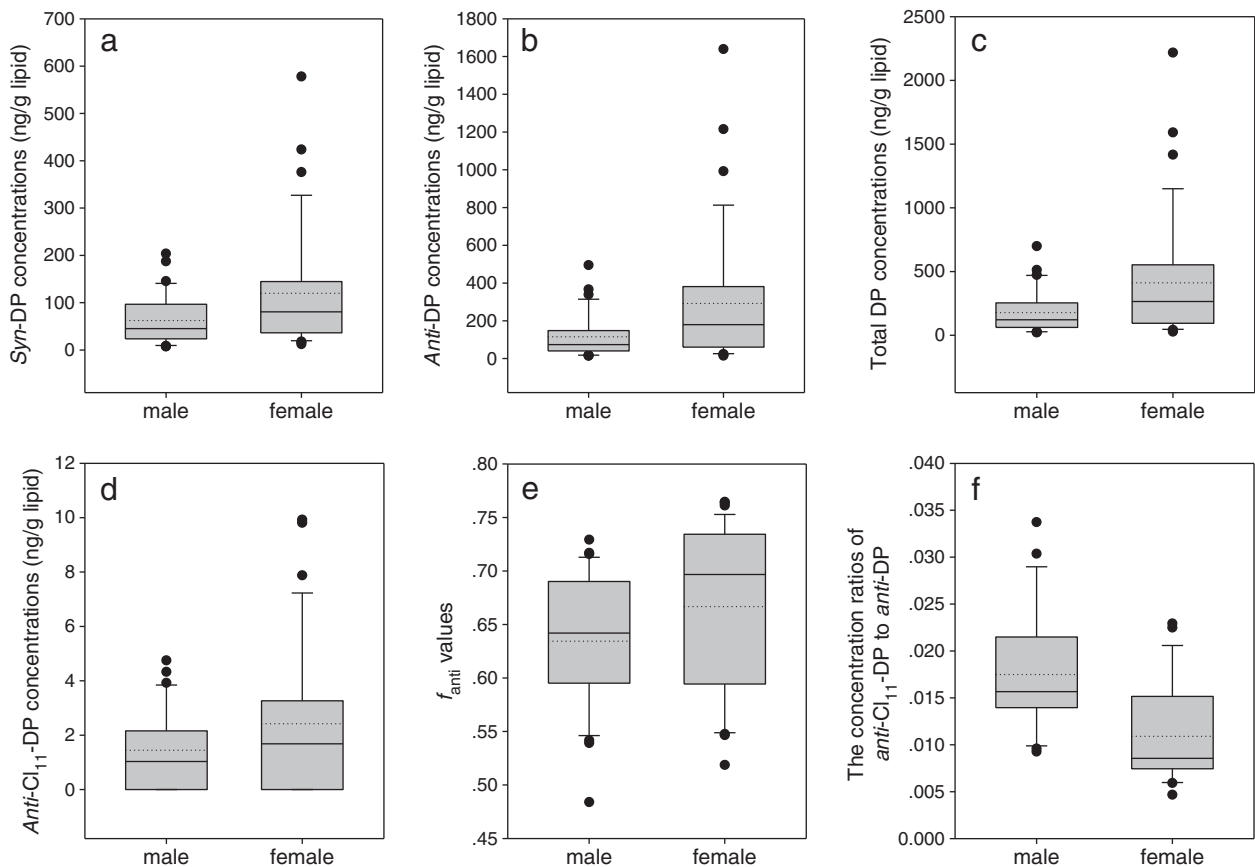 a
Syn-DP concentrations (ng/g lipid)
700
600
500
400
300
200
100
0
male
female
b
Anti-DP concentrations (ng/g lipid)
1800
1600
1400
1200
1000
800
600
400
200
0
male
female
c
Total DP concentrations (ng/g lipid)
2500
2000
1500
1000
500
0
male
female
d
Anti-Cl11-DP concentrations (ng/g lipid)
12
10
8
6
4
2
0
male
female
e
fanti values
.80
.75
.70
.65
.60
.55
.50
.45
male
female
f
The concentration ratios of
anti-Cl11-DP to anti-DP
.040
.035
.030
.025
.020
.015
.010
.005
0.000
male
female